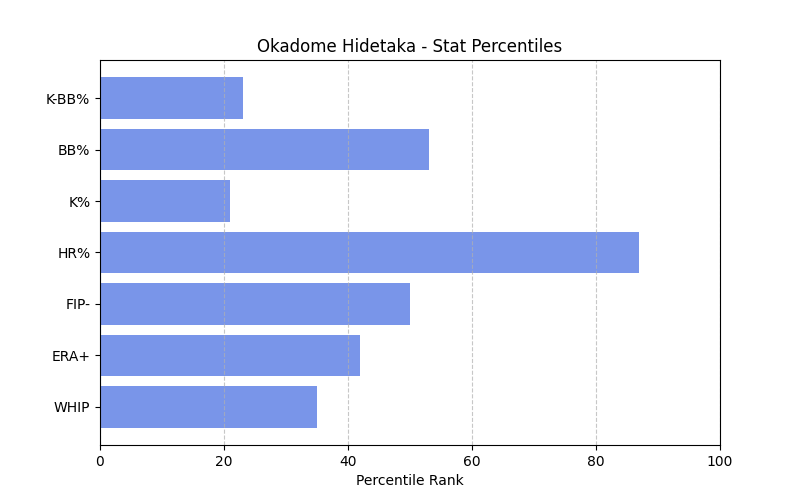 Okadome Hidetaka - Stat Percentiles
K-BB%
BB%
K%
HR%
FIP-
ERA+
WHIP
0 20 40 60 80 100
Percentile Rank